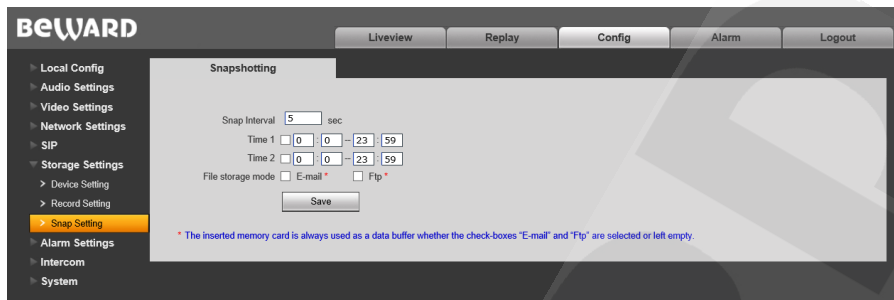 BEWARD
Liveview Replay Config Alarm Logout
Local Config
Audio Settings
Video Settings
Network Settings
SIP
Storage Settings
> Device Setting
> Record Setting
> Snap Setting
Alarm Settings
Intercom
System
Snapshotting
Snap Interval 5 sec
Time 1 0 : 0 – 23 : 59
Time 2 0 : 0 – 23 : 59
File storage mode E-mail * Ftp *
Save
* The inserted memory card is always used as a data buffer whether the check-boxes “E-mail” and “Ftp” are selected or left empty.